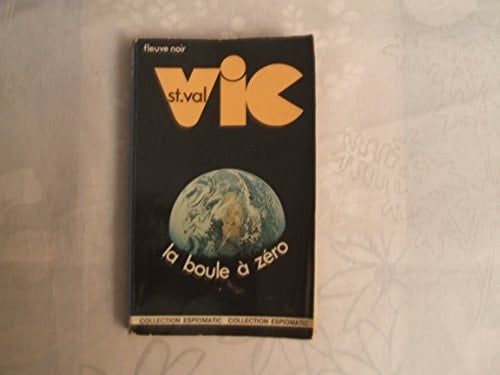 fleuve noir
vic
st.val
la boule à zéro
COLLECTION ESPIOMATIC COLLECTION ESPIOMATIC